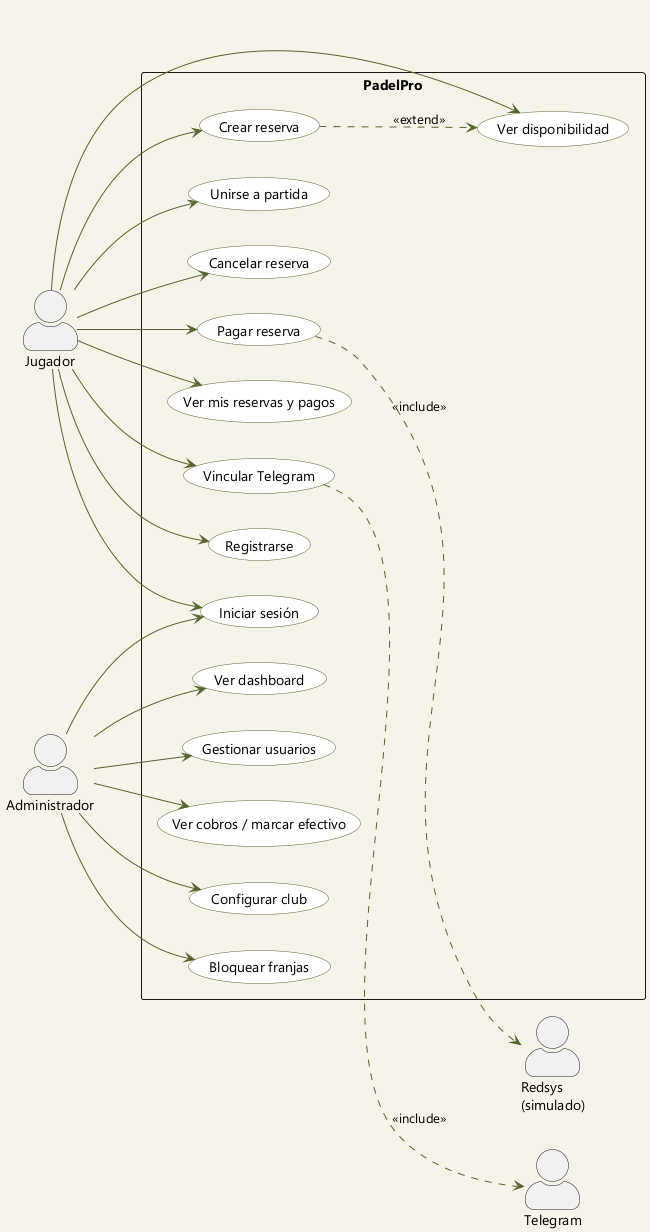 PadelPro
Crear reserva
«extend»
Ver disponibilidad
Unirse a partida
Cancelar reserva
Pagar reserva
Jugador
Ver mis reservas y pagos
«include»
Vincular Telegram
Registrarse
Iniciar sesión
Ver dashboard
Gestionar usuarios
Administrador
Ver cobros / marcar efectivo
Configurar club
Bloquear franjas
Redsys
(simulado)
«include»
Telegram